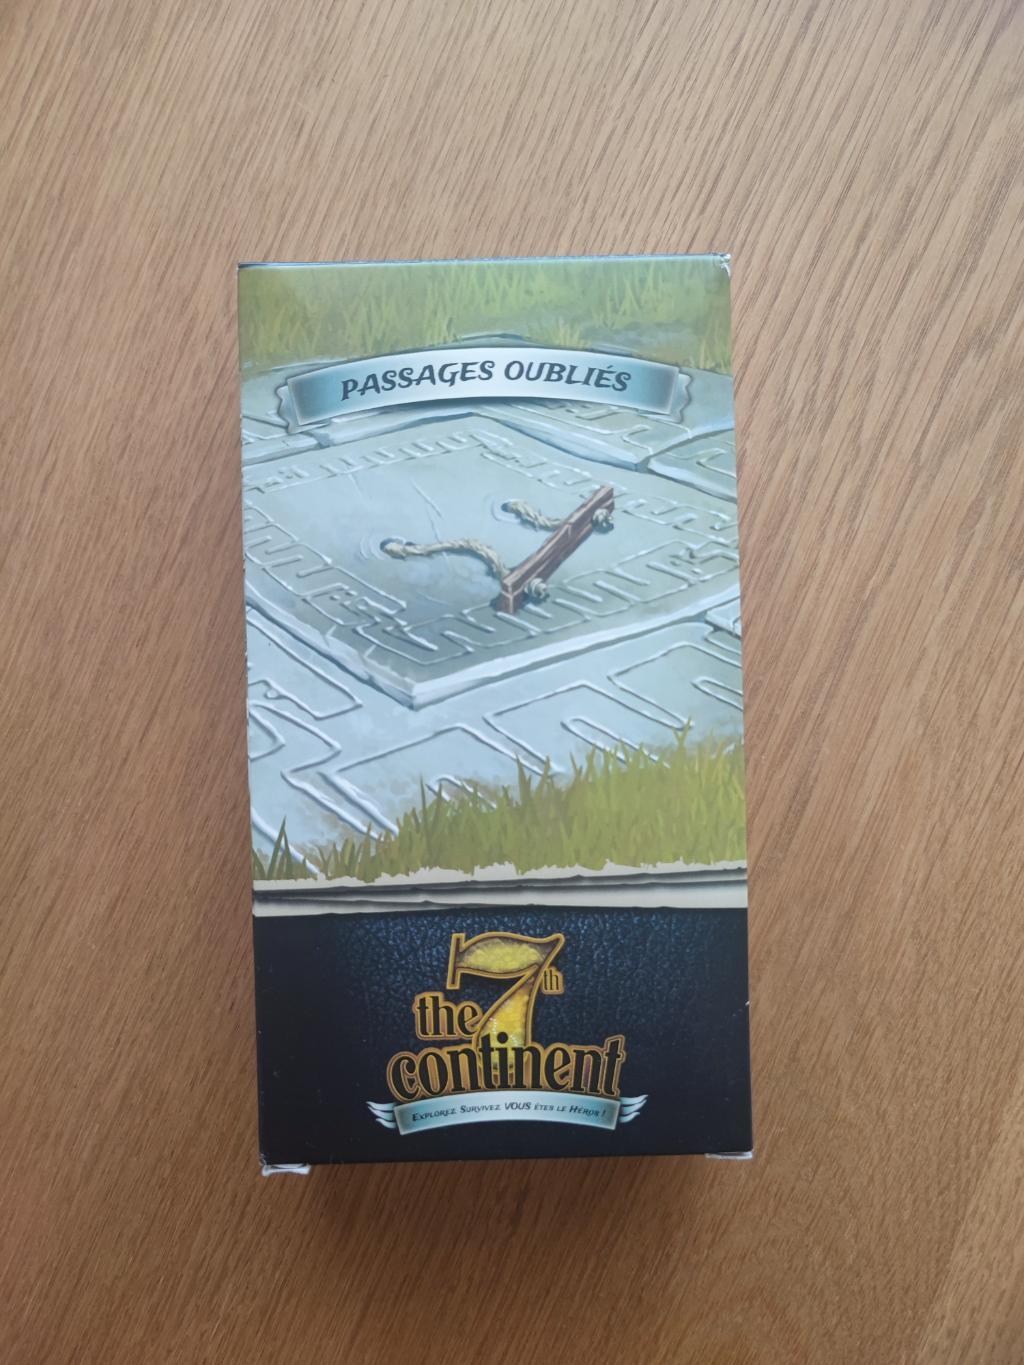 PASSAGES OUBLIÉS
the 7th
continent
EXPLOREZ SURVIVEZ VOUS ÊTES LE HÉROS !